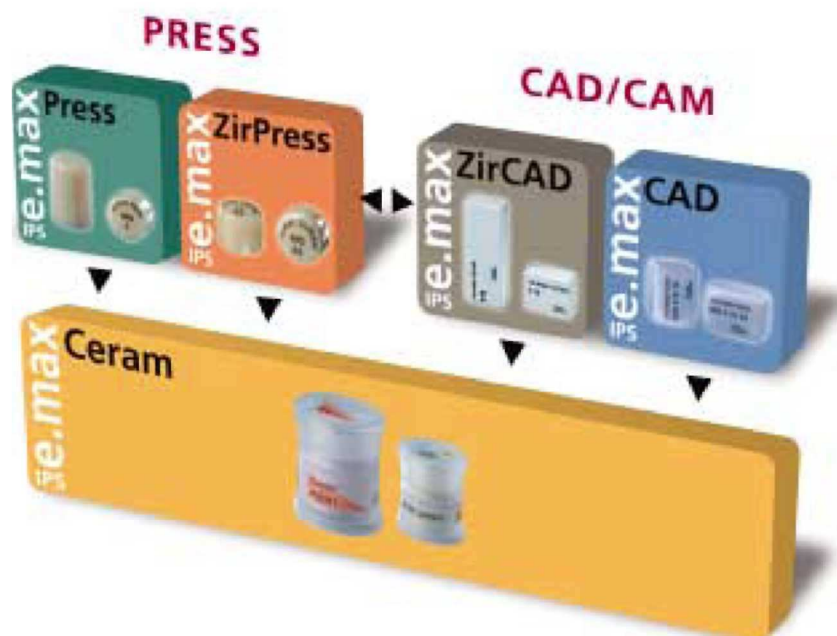 PRESS
CAD/CAM
IPS e.max
Press
IPS e.max
ZirPress
IPS e.max
ZirCAD
IPS e.max
CAD
IPS e.max
Ceram